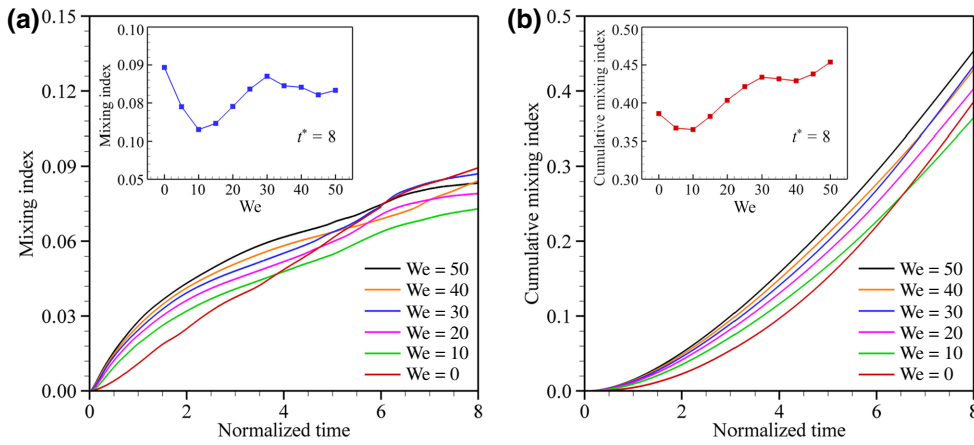 (a)
Mixing index
0.15
0.12
0.09
0.06
0.03
0.00
0 2 4 6 8
Normalized time
Mixing index
0.10
0.09
0.08
0.10
0.05
0 10 20 30 40 50
We
t* = 8
We = 50
We = 40
We = 30
We = 20
We = 10
We = 0
(b)
Cumulative mixing index
0.5
0.4
0.3
0.2
0.1
0.0
0 2 4 6 8
Normalized time
Cumulative mixing index
0.50
0.45
0.40
0.35
0.30
0 10 20 30 40 50
We
t* = 8
We = 50
We = 40
We = 30
We = 20
We = 10
We = 0